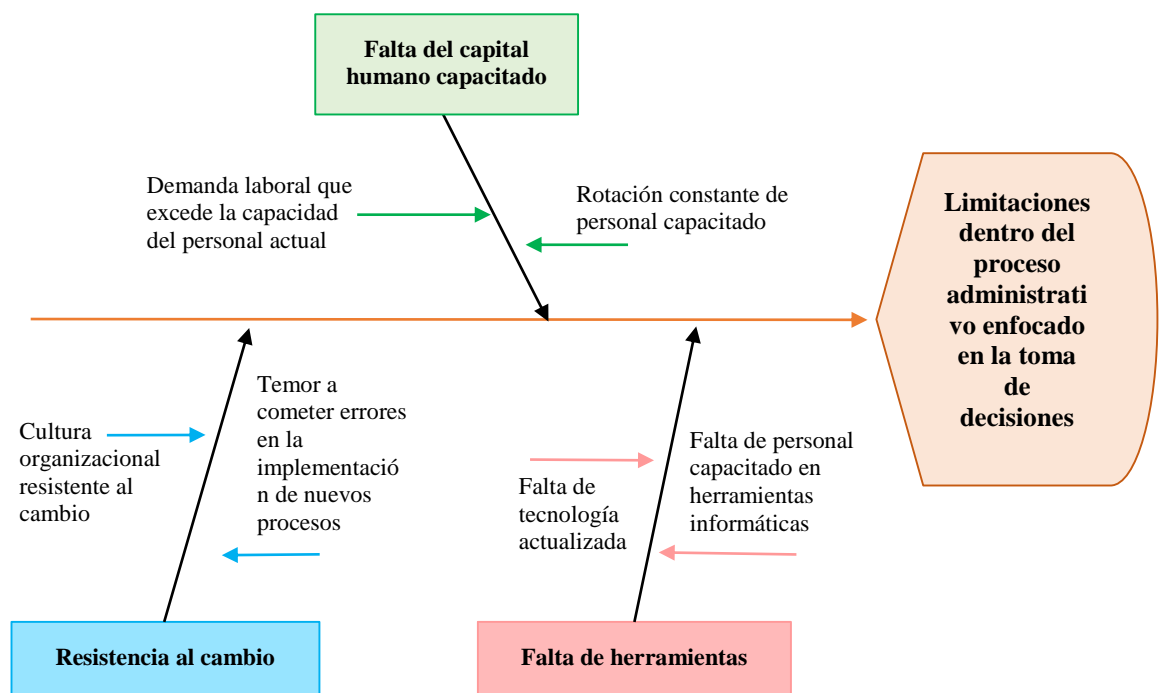 Falta del capital
humano capacitado
Demanda laboral que
excede la capacidad
del personal actual
Rotación constante de
personal capacitado
Limitaciones
dentro del
proceso
administrati
vo enfocado
en la toma
de
decisiones
Cultura
organizacional
resistente al
cambio
Temor a
cometer errores
en la
implementació
n de nuevos
procesos
Falta de
tecnología
actualizada
Falta de personal
capacitado en
herramientas
informáticas
Resistencia al cambio
Falta de herramientas